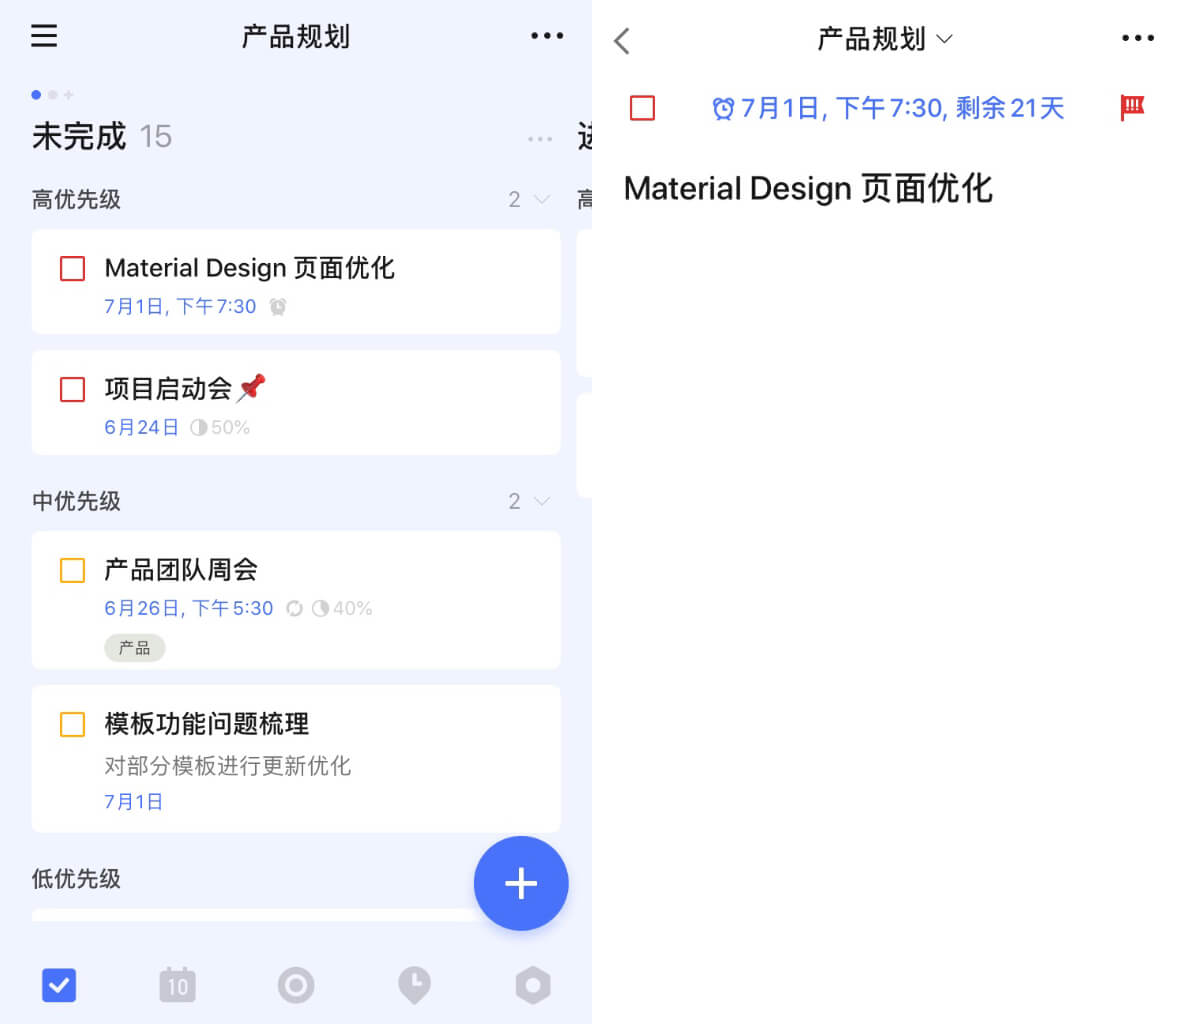 产品规划
未完成 15
高优先级 2
Material Design 页面优化
7月1日, 下午 7:30
项目启动会
6月24日 50%
中优先级 2
产品团队周会
6月26日, 下午 5:30 40%
产品
模板功能问题梳理
对部分模板进行更新优化
7月1日
低优先级
10
产品规划
7月1日, 下午 7:30, 剩余 21天
Material Design 页面优化